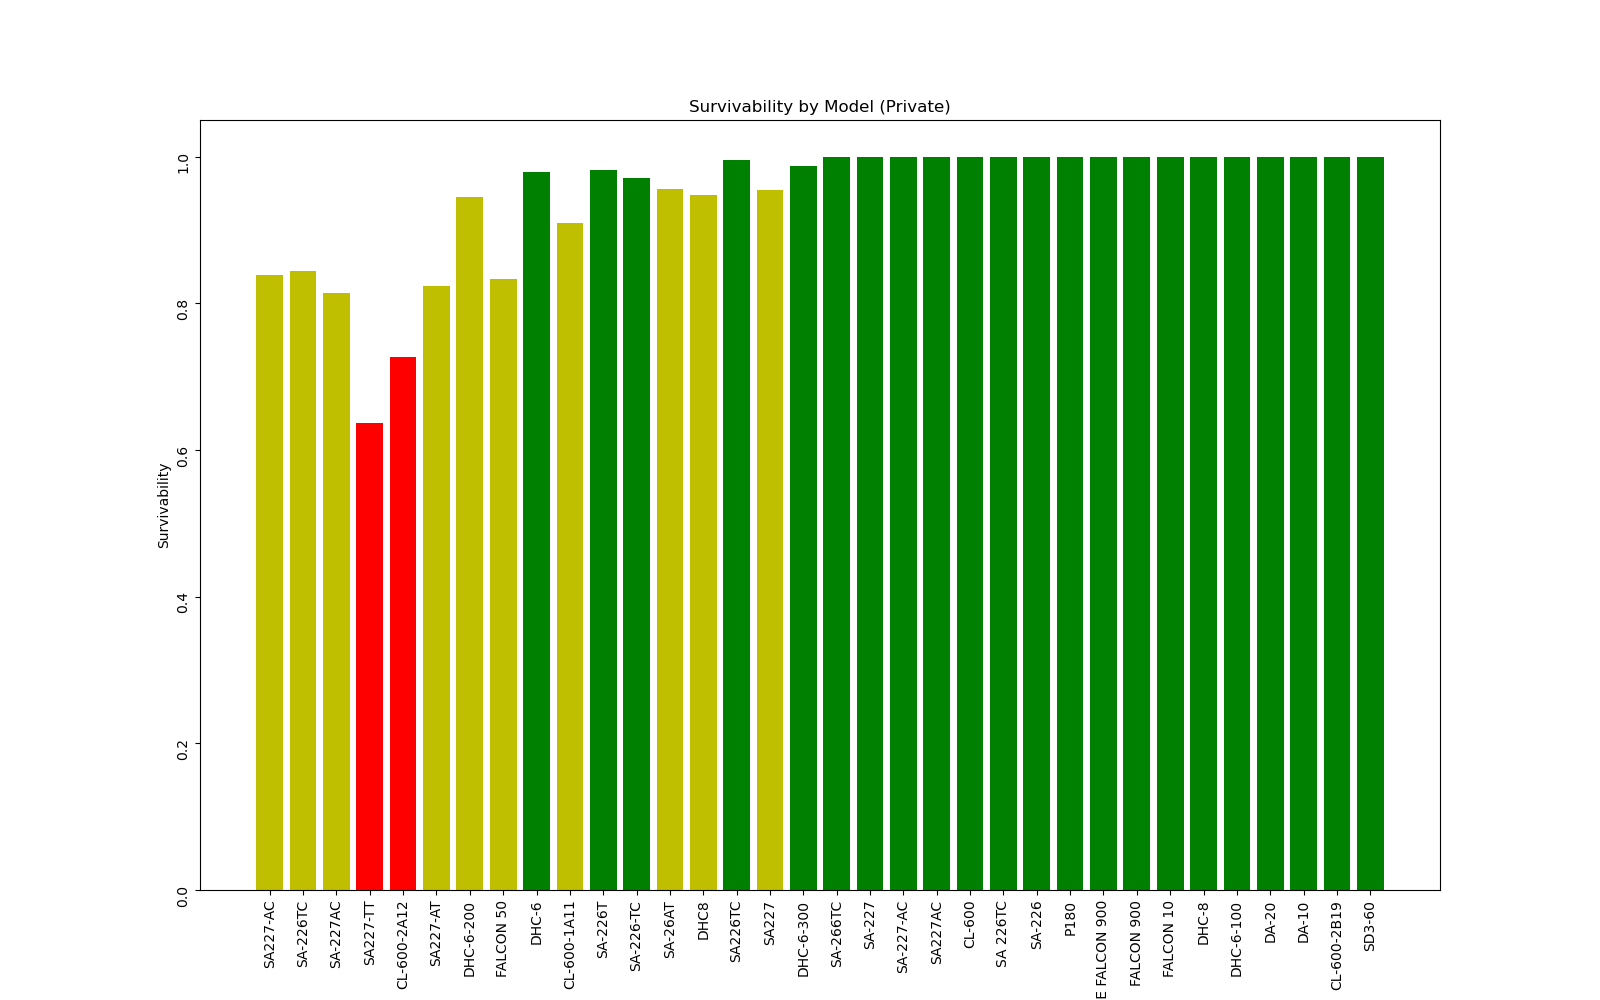 Survivability by Model (Private)
Survivability
1.0
0.8
0.6
0.4
0.2
0.0
SA227-AC
SA-226TC
SA-227AC
SA227-TT
CL-600-2A12
SA227-AT
DHC-6-200
FALCON 50
DHC-6
CL-600-1A11
SA-226T
SA-226-TC
SA-26AT
DHC8
SA226TC
SA227
DHC-6-300
SA-266TC
SA-227
SA-227-AC
SA227AC
CL-600
SA 226TC
SA-226
P180
E FALCON 900
FALCON 900
FALCON 10
DHC-8
DHC-6-100
DA-20
DA-10
CL-600-2B19
SD3-60